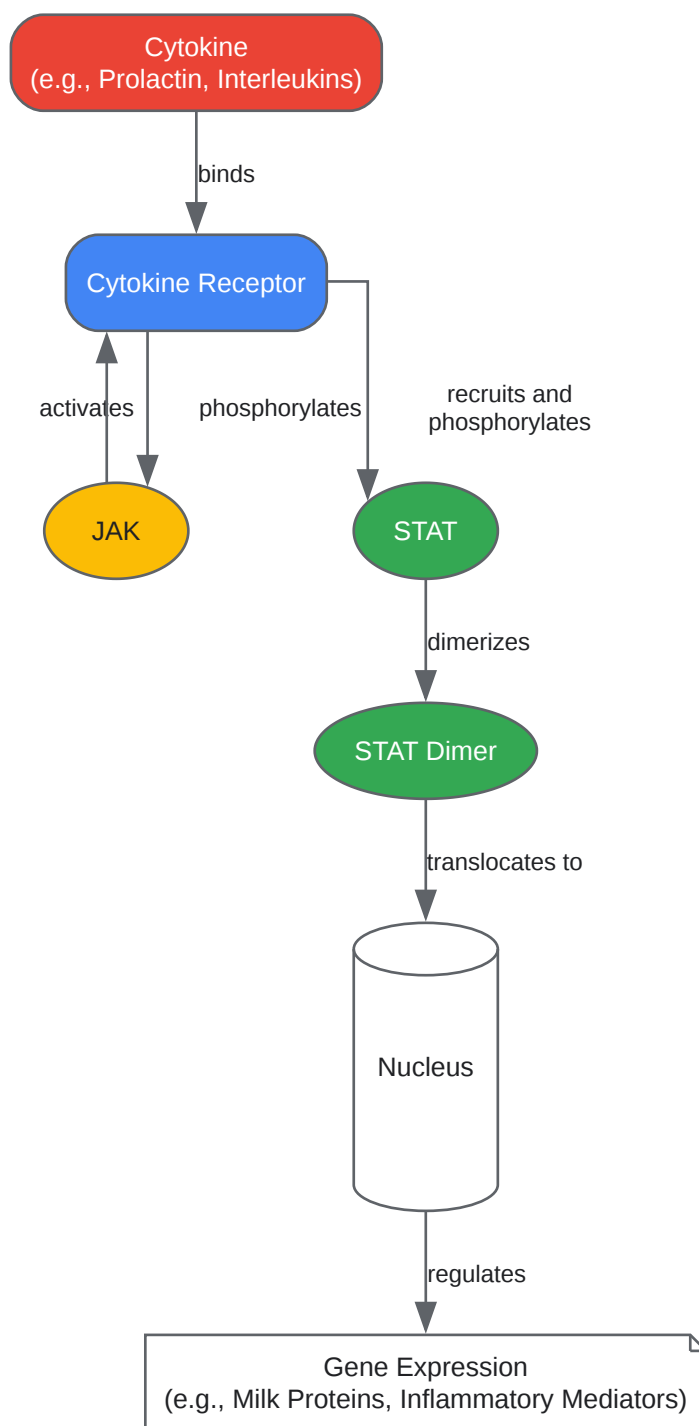 Cytokine
(e.g., Prolactin, Interleukins)
binds
Cytokine Receptor
activates
phosphorylates
recruits and
phosphorylates
JAK
STAT
dimerizes
STAT Dimer
translocates to
Nucleus
regulates
Gene Expression
(e.g., Milk Proteins, Inflammatory Mediators)